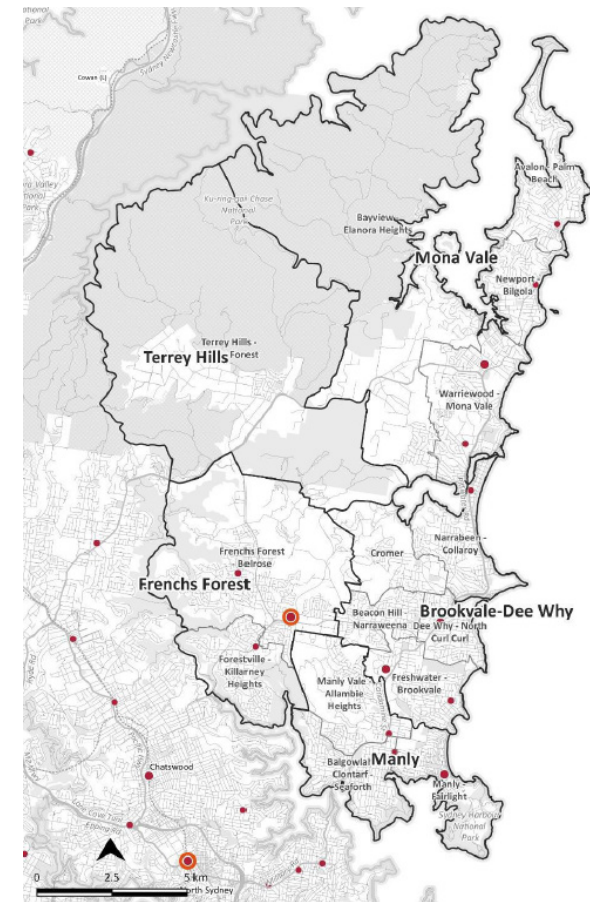 Cowan (L)
National
Park
Ku-ring-gai Chase
National
Park
Avalon - Palm
Beach
Bayview
Elanora Heights
Mona Vale
Newport
Bilgola
Terrey Hills -
Forest
Terrey Hills
Warriewood -
Mona Vale
Narrabeen -
Collaroy
Cromer
Frenchs Forest
- Belrose
Frenchs Forest
Beacon Hill -
Narraweena
Brookvale-Dee Why
Dee Why - North
Curl Curl
Forestville -
Killarney
Heights
Manly Vale -
Allambie
Heights
Freshwater -
Brookvale
Chatswood
Balgowlah
Clontarf
Seaforth
Manly
Manly -
Fairlight
Sydney Harbour
National
Park
0 2.5 5 km
North Sydney